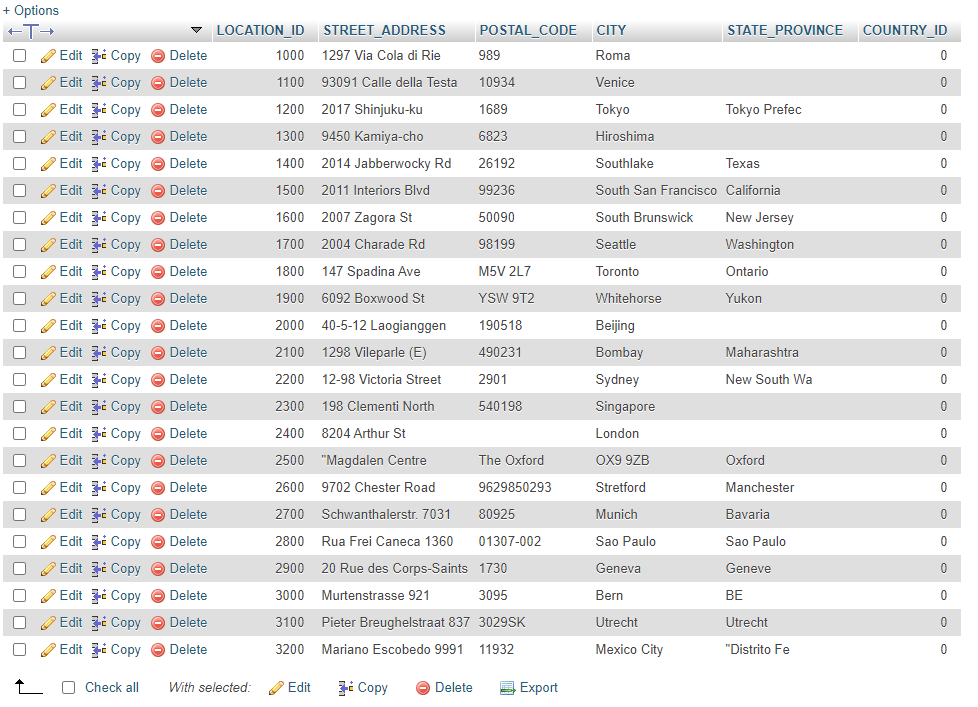 + Options
LOCATION_ID STREET_ADDRESS POSTAL_CODE CITY STATE_PROVINCE COUNTRY_ID
Edit Copy Delete 1000 1297 Via Cola di Rie 989 Roma 0
Edit Copy Delete 1100 93091 Calle della Testa 10934 Venice 0
Edit Copy Delete 1200 2017 Shinjuku-ku 1689 Tokyo Tokyo Prefec 0
Edit Copy Delete 1300 9450 Kamiya-cho 6823 Hiroshima 0
Edit Copy Delete 1400 2014 Jabberwocky Rd 26192 Southlake Texas 0
Edit Copy Delete 1500 2011 Interiors Blvd 99236 South San Francisco California 0
Edit Copy Delete 1600 2007 Zagora St 50090 South Brunswick New Jersey 0
Edit Copy Delete 1700 2004 Charade Rd 98199 Seattle Washington 0
Edit Copy Delete 1800 147 Spadina Ave M5V 2L7 Toronto Ontario 0
Edit Copy Delete 1900 6092 Boxwood St YSW 9T2 Whitehorse Yukon 0
Edit Copy Delete 2000 40-5-12 Laogianggen 190518 Beijing 0
Edit Copy Delete 2100 1298 Vileparle (E) 490231 Bombay Maharashtra 0
Edit Copy Delete 2200 12-98 Victoria Street 2901 Sydney New South Wa 0
Edit Copy Delete 2300 198 Clementi North 540198 Singapore 0
Edit Copy Delete 2400 8204 Arthur St London 0
Edit Copy Delete 2500 "Magdalen Centre The Oxford OX9 9ZB Oxford 0
Edit Copy Delete 2600 9702 Chester Road 9629850293 Stretford Manchester 0
Edit Copy Delete 2700 Schwanthalerstr. 7031 80925 Munich Bavaria 0
Edit Copy Delete 2800 Rua Frei Caneca 1360 01307-002 Sao Paulo Sao Paulo 0
Edit Copy Delete 2900 20 Rue des Corps-Saints 1730 Geneva Geneve 0
Edit Copy Delete 3000 Murtenstrasse 921 3095 Bern BE 0
Edit Copy Delete 3100 Pieter Breughelstraat 837 3029SK Utrecht Utrecht 0
Edit Copy Delete 3200 Mariano Escobedo 9991 11932 Mexico City "Distrito Fe 0
Check all With selected: Edit Copy Delete Export